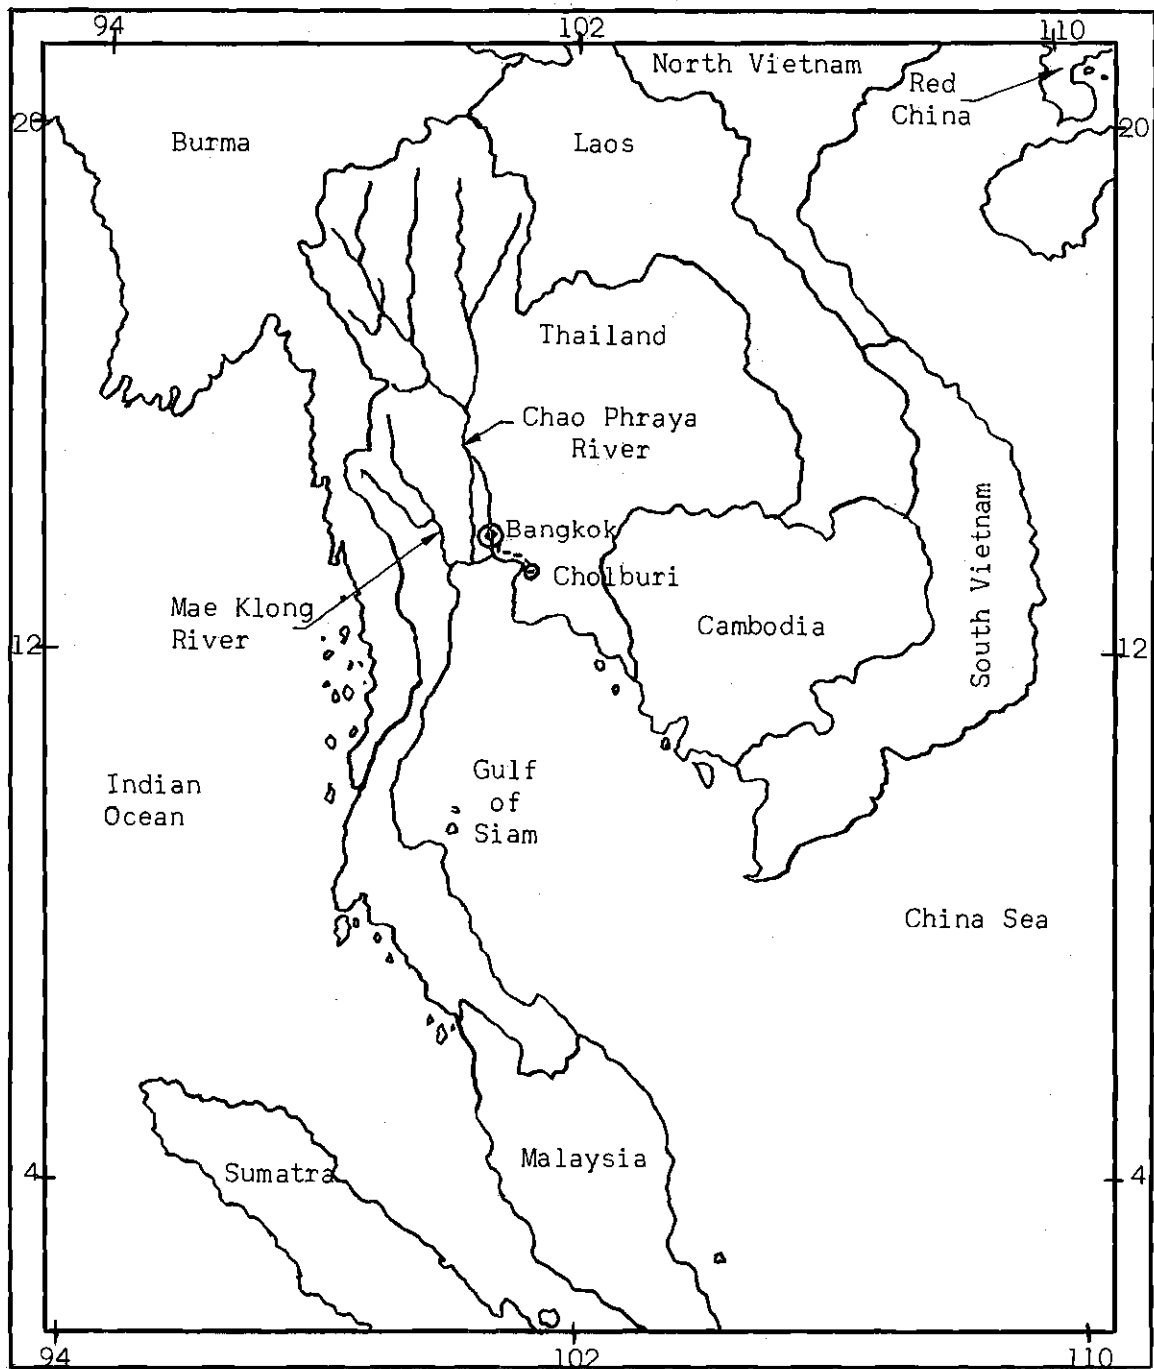 94 102 110
North Vietnam
Red
China
20 Burma Laos 20
Thailand
Chao Phraya
River
Bangkok
Cholburi
Mae Klong
River
Cambodia
South Vietnam
12 12
Indian
Ocean
Gulf
of
Siam
China Sea
Malaysia
Sumatra
4 4
94 102 110